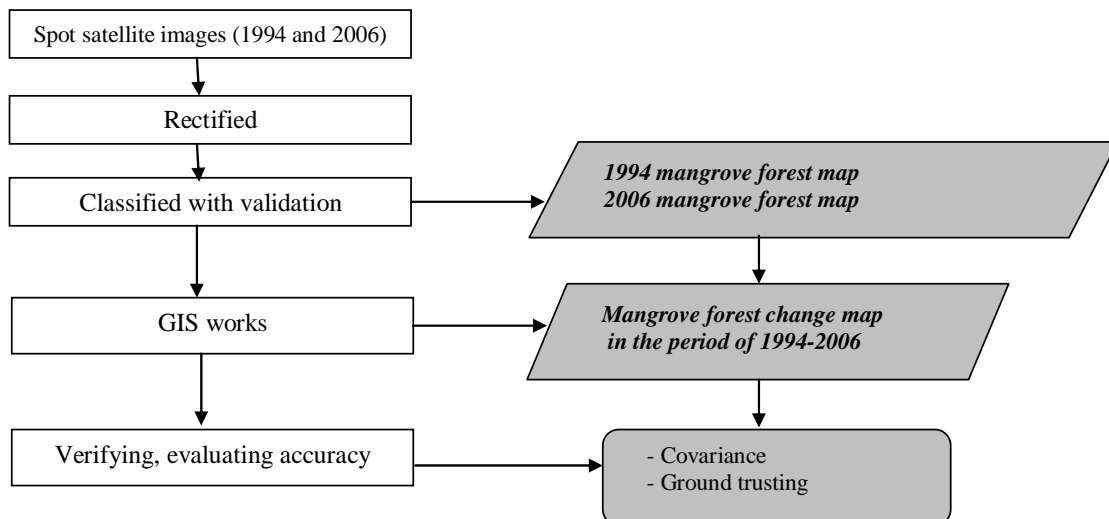 Spot satellite images (1994 and 2006)
Rectified
Classified with validation
1994 mangrove forest map
2006 mangrove forest map
GIS works
Mangrove forest change map
in the period of 1994-2006
Verifying, evaluating accuracy
- Covariance
- Ground trusting